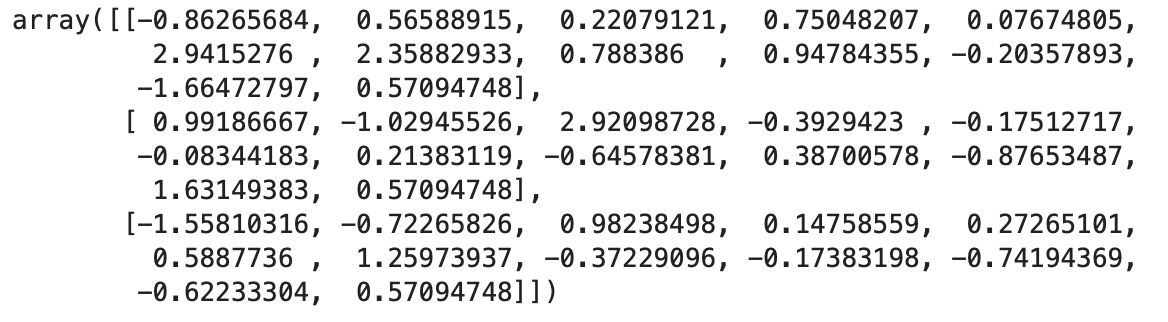 array([[-0.86265684,  0.56588915,  0.22079121,  0.75048207,  0.07674805,
         2.9415276 ,  2.35882933,  0.788386  ,  0.94784355, -0.20357893,
        -1.66472797,  0.57094748],
       [ 0.99186667, -1.02945526,  2.92098728, -0.3929423 , -0.17512717,
        -0.08344183,  0.21383119, -0.64578381,  0.38700578, -0.87653487,
         1.63149383,  0.57094748],
       [-1.55810316, -0.72265826,  0.98238498,  0.14758559,  0.27265101,
         0.5887736 ,  1.25973937, -0.37229096, -0.17383198, -0.74194369,
        -0.62233304,  0.57094748]])